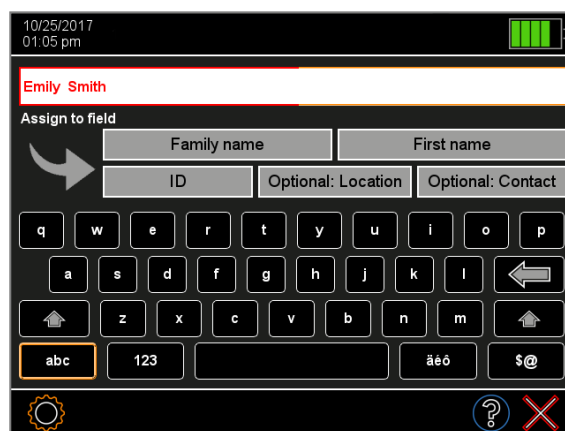 10/25/2017
01:05 pm
Emily Smith
Assign to field
Family name First name
ID Optional: Location Optional: Contact
q w e r t y u i o p
a s d f g h j k l
z x c v b n m
abc 123 äéô $@
?